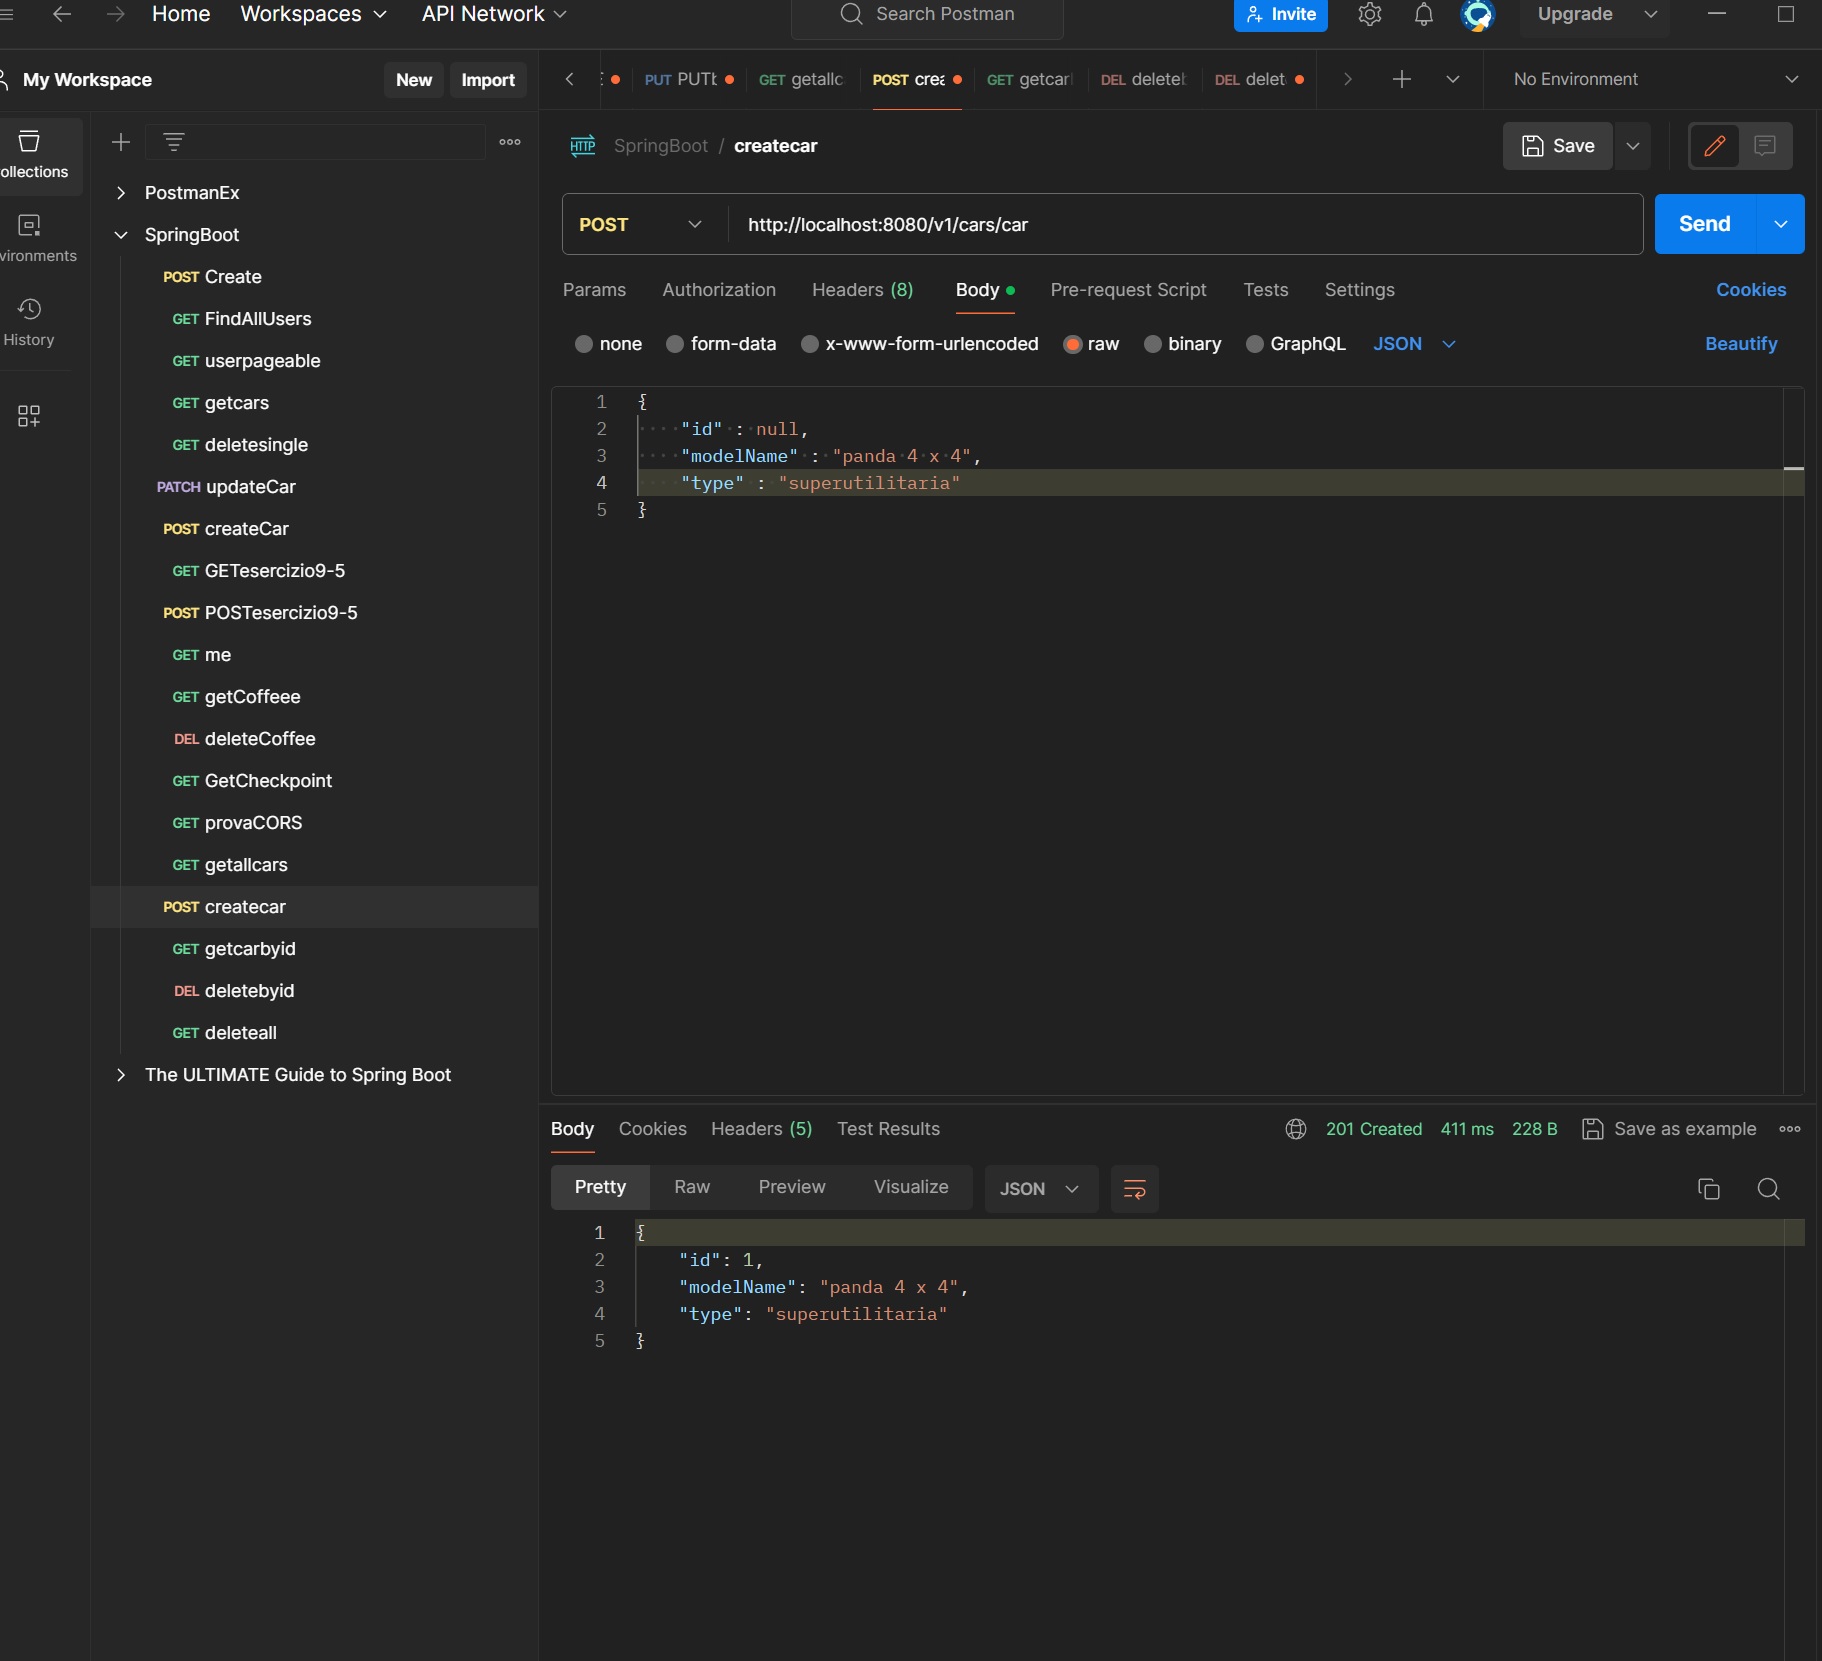 Home Workspaces API Network Search Postman Invite Upgrade
My Workspace New Import PUT PUTb GET getallc POST crea GET getcar DEL deleteb DEL delet No Environment
HTTP SpringBoot / createcar Save
ollections
vironments
History
PostmanEx
SpringBoot
POST Create
GET FindAllUsers
GET userpageable
GET getcars
GET deletesingle
PATCH updateCar
POST createCar
GET GETesercizio9-5
POST POSTesercizio9-5
GET me
GET getCoffeee
DEL deleteCoffee
GET GetCheckpoint
GET provaCORS
GET getallcars
POST createcar
GET getcarbyid
DEL deletebyid
GET deleteall
The ULTIMATE Guide to Spring Boot
POST http://localhost:8080/v1/cars/car Send
Params Authorization Headers (8) Body Pre-request Script Tests Settings Cookies
none form-data x-www-form-urlencoded raw binary GraphQL JSON Beautify
1 {
2 "id" : null,
3 "modelName" : "panda 4 x 4",
4 "type" : "superutilitaria"
5 }
Body Cookies Headers (5) Test Results 201 Created 411 ms 228 B Save as example
Pretty Raw Preview Visualize JSON
1 {
2 "id": 1,
3 "modelName": "panda 4 x 4",
4 "type": "superutilitaria"
5 }